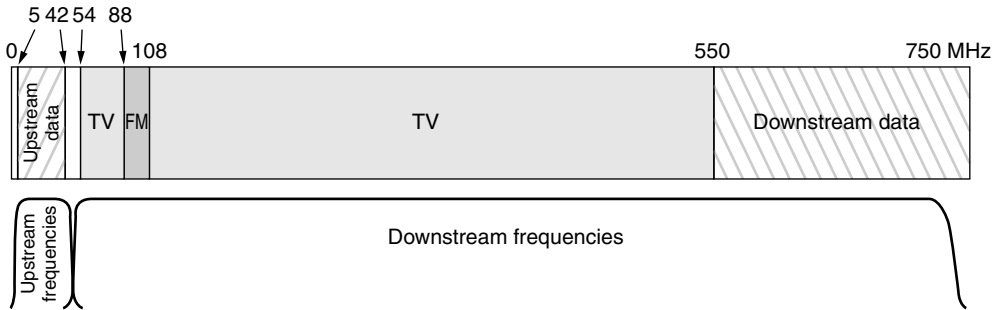 5 42 54 88
0 108 550 750 MHz
Upstream
data
TV FM TV Downstream data
Upstream
frequencies
Downstream frequencies